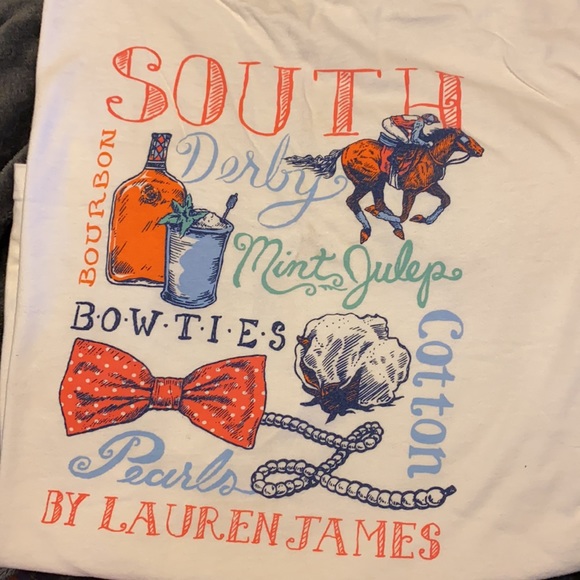 SOUTH
Derby
BOURBON
Mint Julep
B·O·W·T·I·E·S
Cotton
Pearls
BY LAUREN JAMES